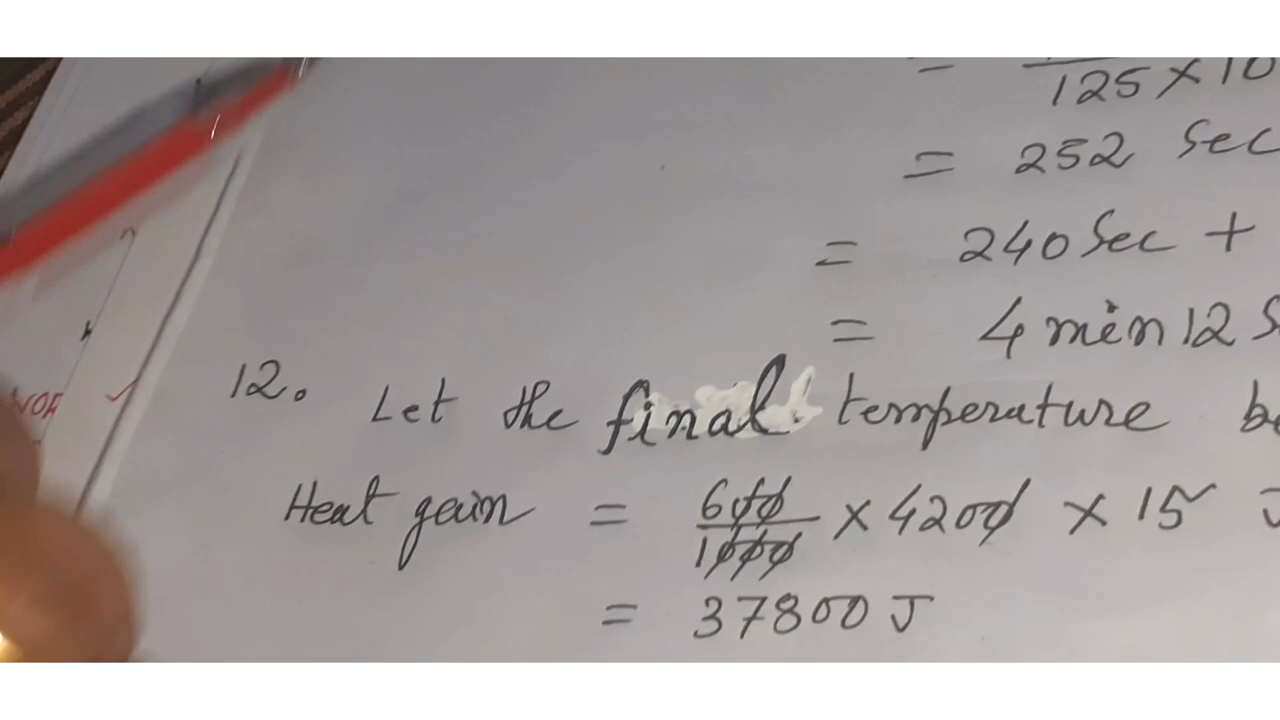 = 125 × 10
= 252 Sec
= 240 Sec +
= 4 min 12 S
12. Let the final temperature be
Heat gain = 600/1000 × 4200 × 15 J
= 37800 J